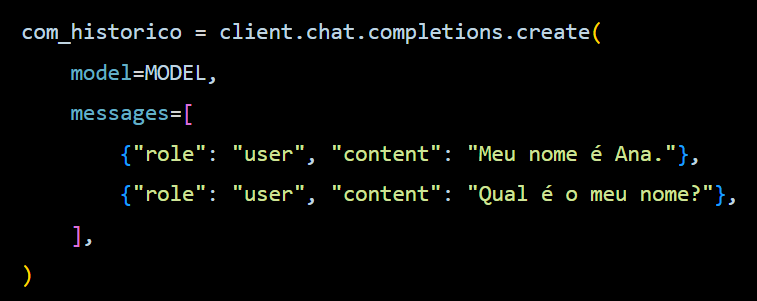 com_historico = client.chat.completions.create(
    model=MODEL,
    messages=[
        {"role": "user", "content": "Meu nome é Ana."},
        {"role": "user", "content": "Qual é o meu nome?"},
    ],
)